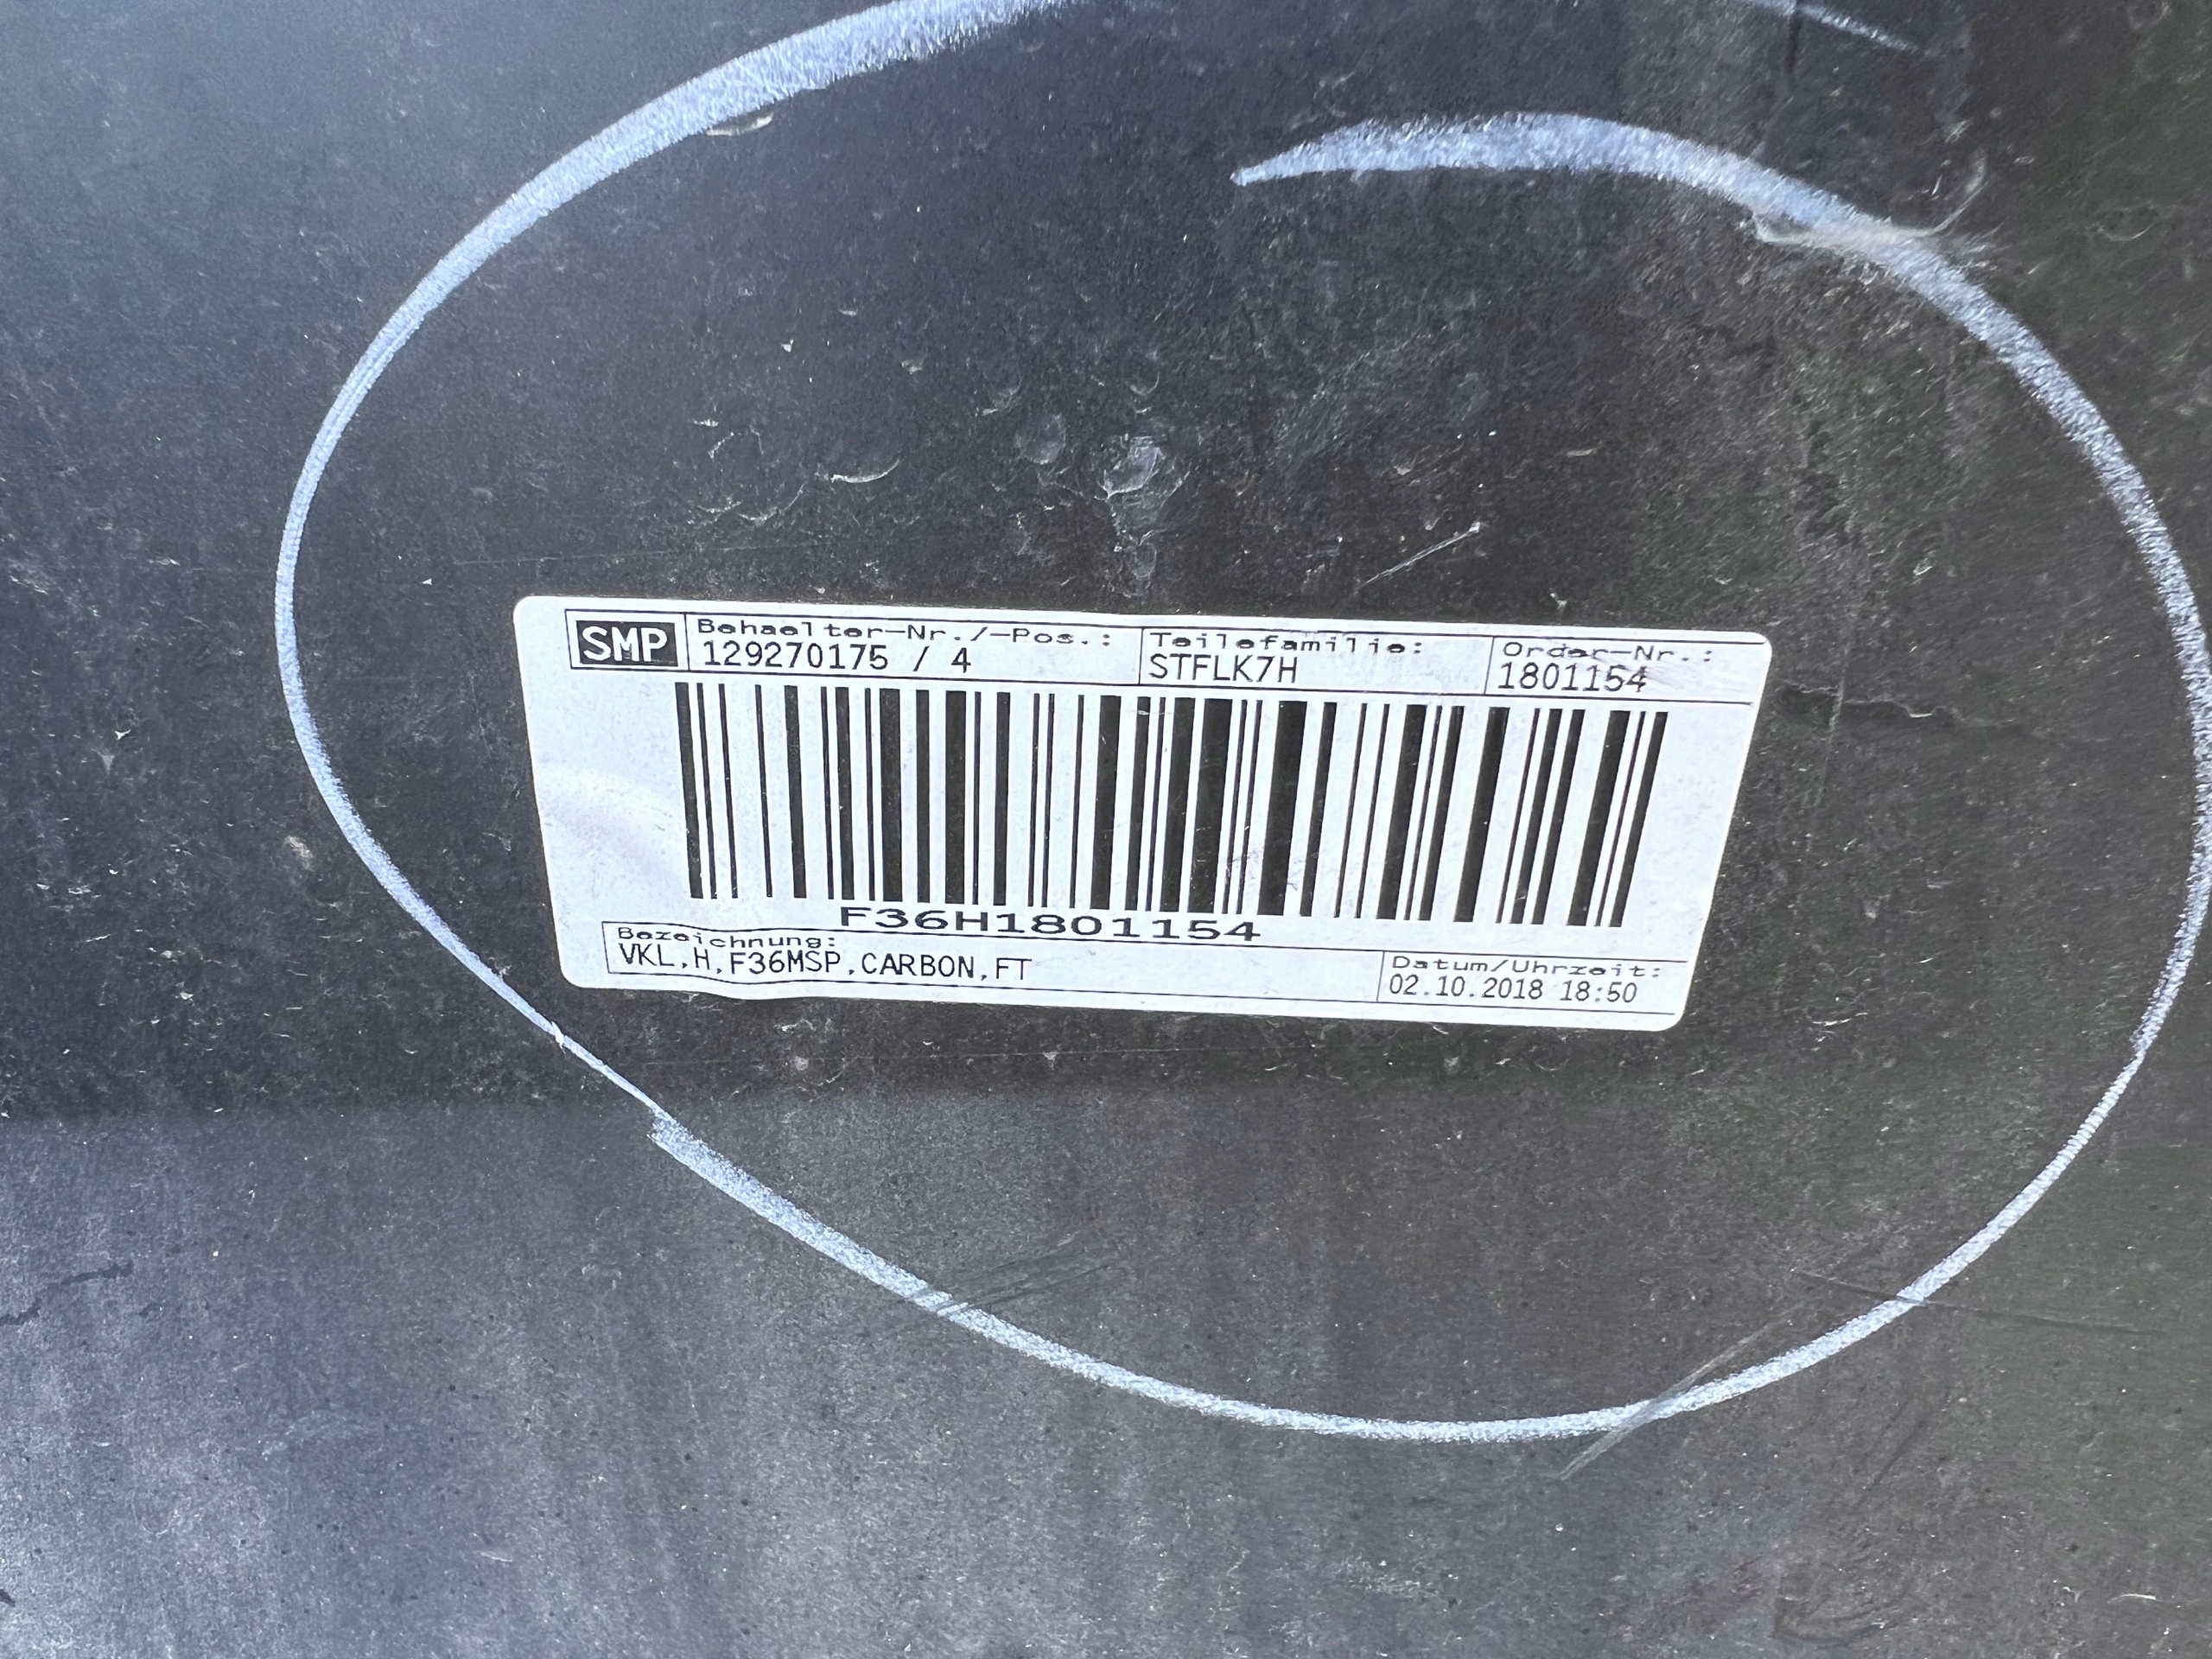 SMP
Behaelter-Nr./-Pos.:
129270175 / 4
Teilefamilie:
STFLK7H
Order-Nr.:
1801154
F36H1801154
Bezeichnung:
VKL,H,F36MSP,CARBON,FT
Datum/Uhrzeit:
02.10.2018 18:50